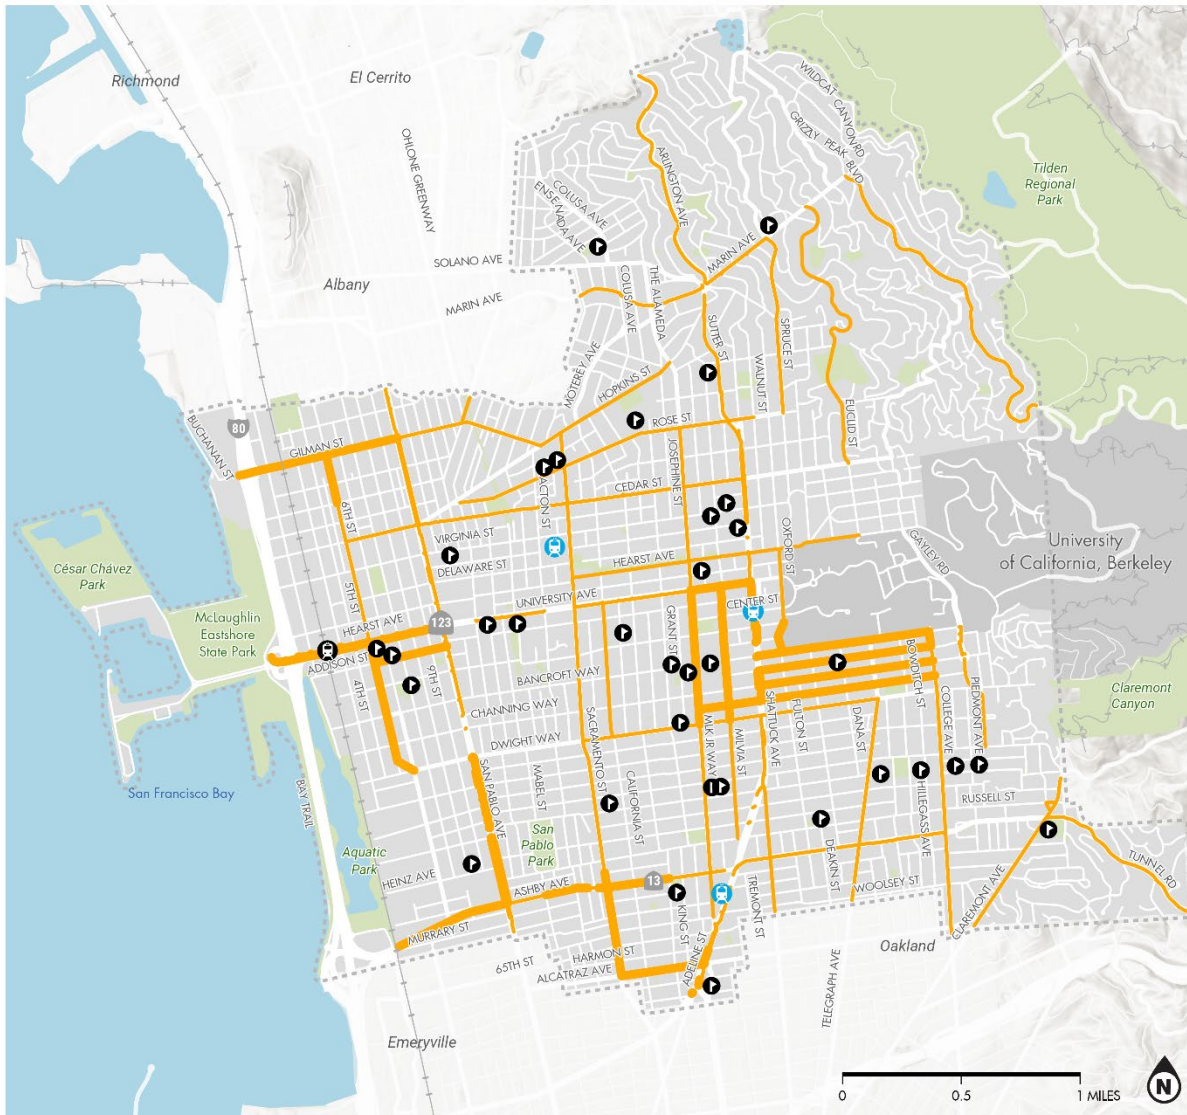 Richmond
El Cerrito
OHLONE GREENWAY
WILDCAT CANYON RD
GRIZZLY PEAK BLVD
ARLINGTON AVE
Tilden
Regional
Park
COLUSA AVE
ENSENADA AVE
SOLANO AVE
MARIN AVE
Albany
MARIN AVE
COLUSA AVE
THE ALAMEDA
SUTTER ST
SPRUCE ST
WALNUT ST
MOTEREY AVE
HOPKINS ST
EUCLID ST
ROSE ST
BUCHANAN ST
80
GILMAN ST
JOSEPHINE ST
ACTON ST
CEDAR ST
6TH ST
VIRGINIA ST
OXFORD ST
GAYLEY RD
University
of California, Berkeley
HEARST AVE
DELAWARE ST
César Chávez
Park
5TH ST
UNIVERSITY AVE
CENTER ST
McLaughlin
Eastshore
State Park
HEARST AVE
123
GRANT ST
ADDISON ST
BOWDITCH ST
9TH ST
BANCROFT WAY
4TH ST
PIEDMONT AVE
COLLEGE AVE
Claremont
Canyon
CHANNING WAY
SACRAMENTO ST
SHATTUCK AVE
FULTON ST
DANA ST
MLK JR WAY
MILVIA ST
DWIGHT WAY
San Francisco Bay
BAY TRAIL
SAN PABLO AVE
MABEL ST
CALIFORNIA ST
HILLEGASS AVE
RUSSELL ST
San
Pablo
Park
Aquatic
Park
DEAKIN ST
TUNNEL RD
HEINZ AVE
ASHBY AVE
13
WOOLSEY ST
CLAREMONT AVE
TREMONT ST
KING ST
MURRARY ST
Oakland
HARMON ST
65TH ST
ALCATRAZ AVE
ADELINE ST
TELEGRAPH AVE
Emeryville
0
0.5
1 MILES
N